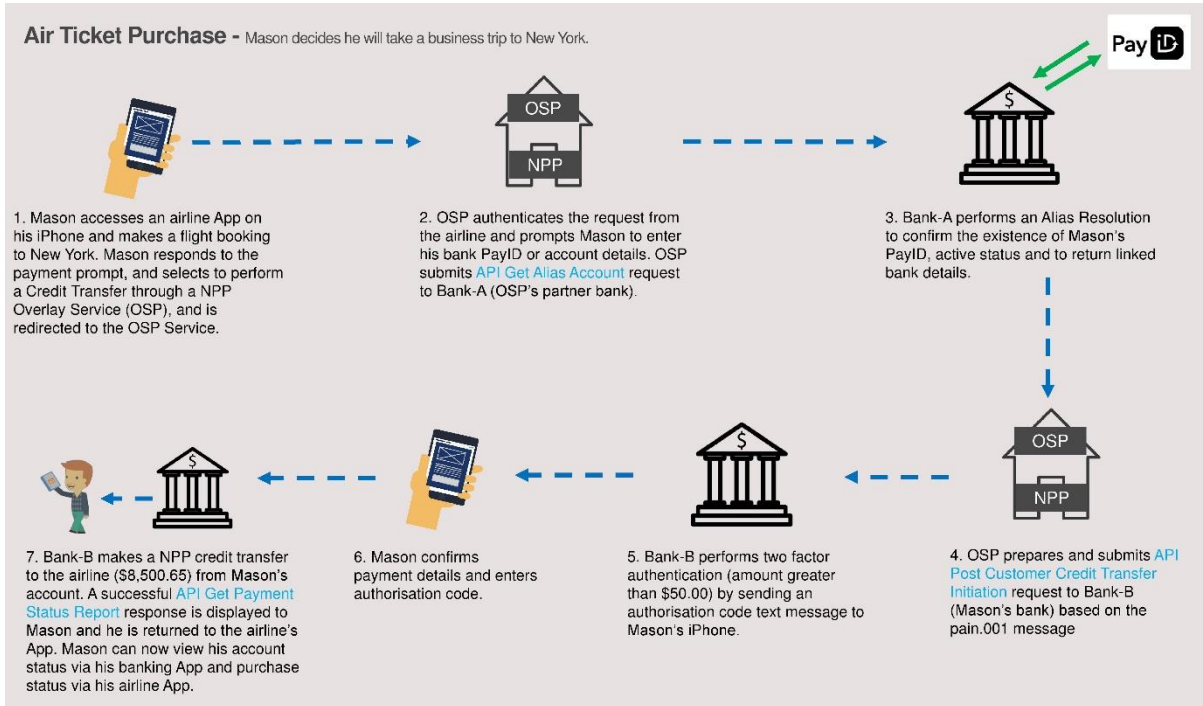 Air Ticket Purchase - Mason decides he will take a business trip to New York.
Pay iD
$
OSP
NPP
1. Mason accesses an airline App on
his iPhone and makes a flight booking
to New York. Mason responds to the
payment prompt, and selects to perform
a Credit Transfer through a NPP
Overlay Service (OSP), and is
redirected to the OSP Service.
2. OSP authenticates the request from
the airline and prompts Mason to enter
his bank PayID or account details. OSP
submits API Get Alias Account request
to Bank-A (OSP's partner bank).
3. Bank-A performs an Alias Resolution
to confirm the existence of Mason's
PayID, active status and to return linked
bank details.
OSP
NPP
4. OSP prepares and submits API
Post Customer Credit Transfer
Initiation request to Bank-B
(Mason's bank) based on the
pain.001 message
$
5. Bank-B performs two factor
authentication (amount greater
than $50.00) by sending an
authorisation code text message to
Mason's iPhone.
6. Mason confirms
payment details and enters
authorisation code.
$
7. Bank-B makes a NPP credit transfer
to the airline ($8,500.65) from Mason's
account. A successful API Get Payment
Status Report response is displayed to
Mason and he is returned to the airline's
App. Mason can now view his account
status via his banking App and purchase
status via his airline App.